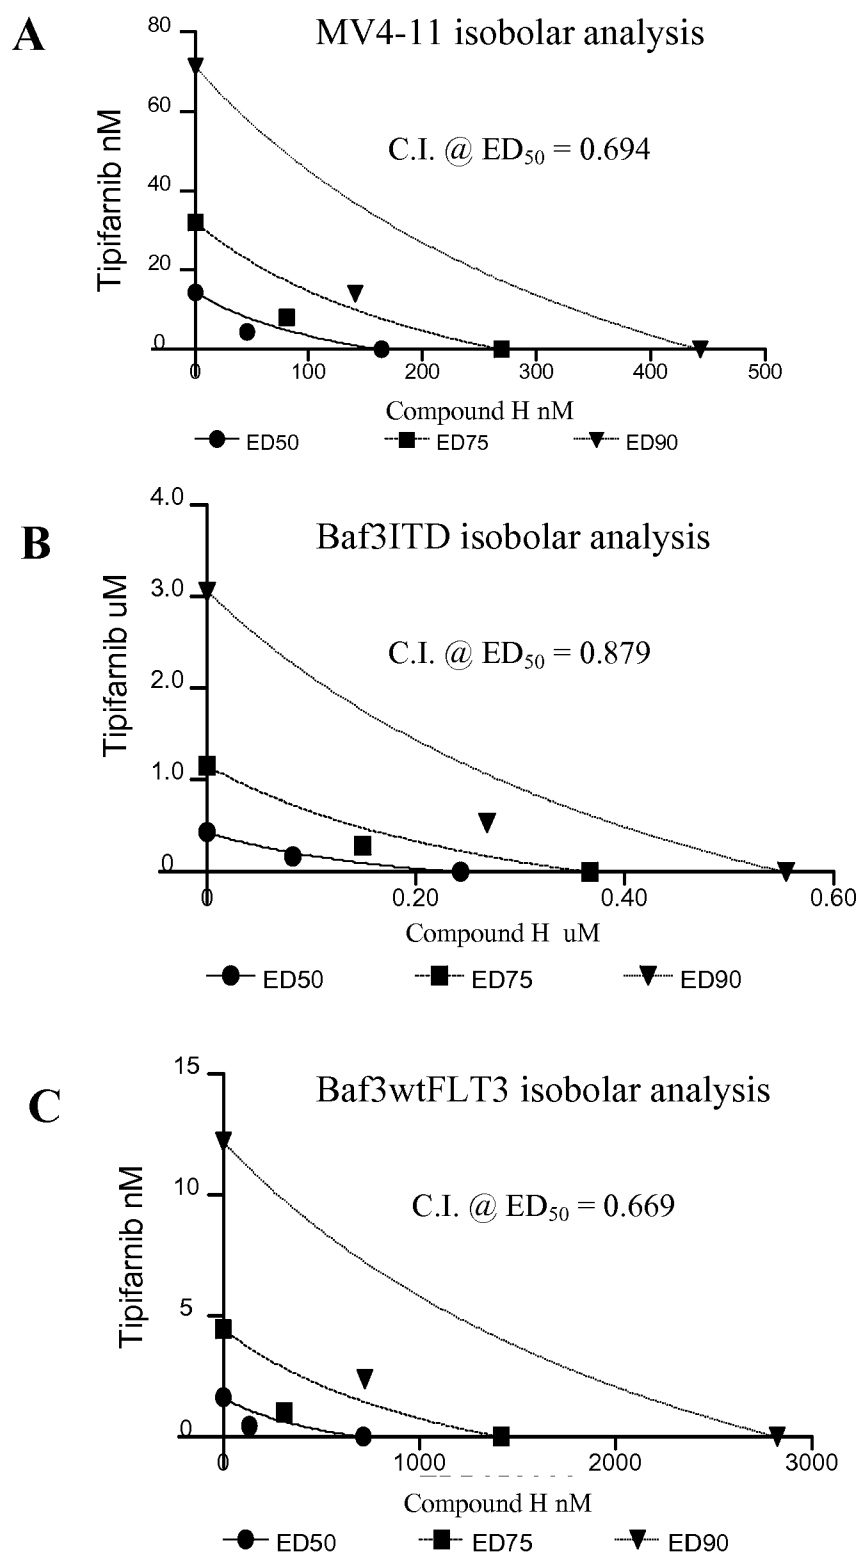 A
MV4-11 isobolar analysis
80
60
40
20
0
Tipifarnib nM
C.I. @ ED50 = 0.694
0 100 200 300 400 500
Compound H nM
ED50 ED75 ED90
B
Baf3ITD isobolar analysis
4.0
3.0
2.0
1.0
0
Tipifarnib uM
C.I. @ ED50 = 0.879
0 0.20 0.40 0.60
Compound H uM
ED50 ED75 ED90
C
Baf3wtFLT3 isobolar analysis
15
10
5
0
Tipifarnib nM
C.I. @ ED50 = 0.669
0 1000 2000 3000
Compound H nM
ED50 ED75 ED90